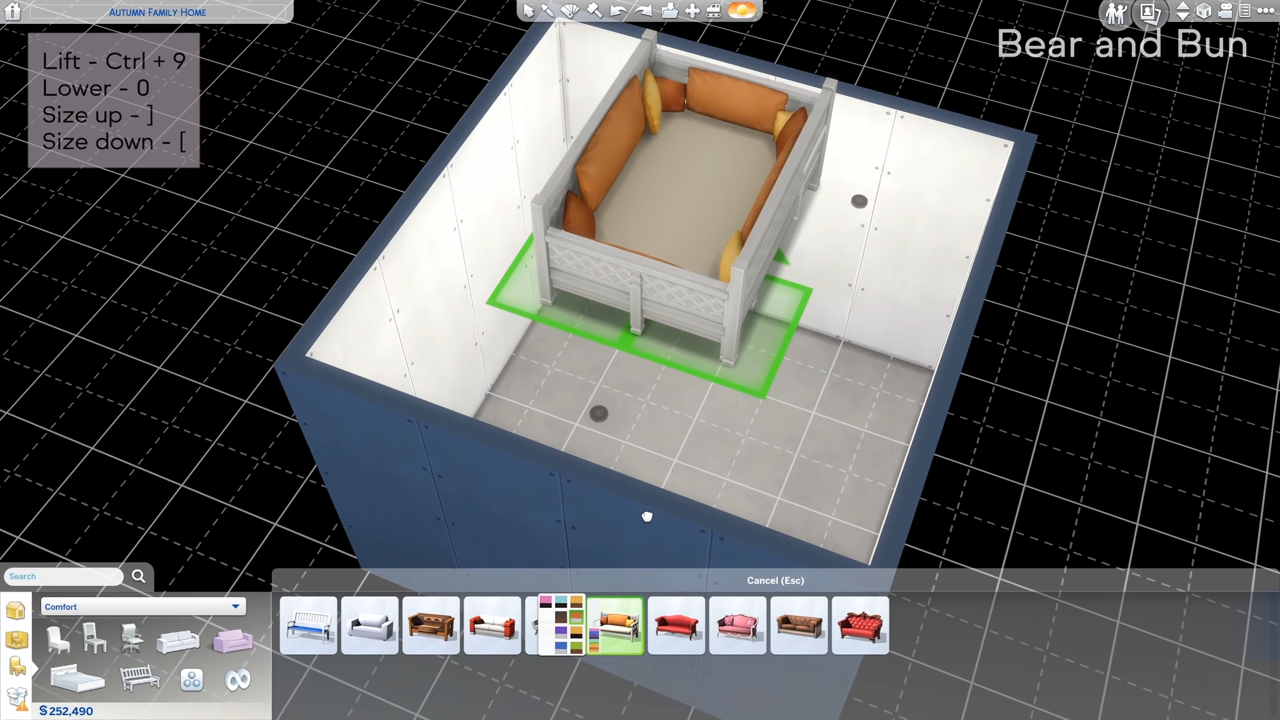 AUTUMN FAMILY HOME
Bear and Bun
Lift - Ctrl + 9
Lower - 0
Size up - ]
Size down - [
Cancel (Esc)
Search
Comfort
§252,490